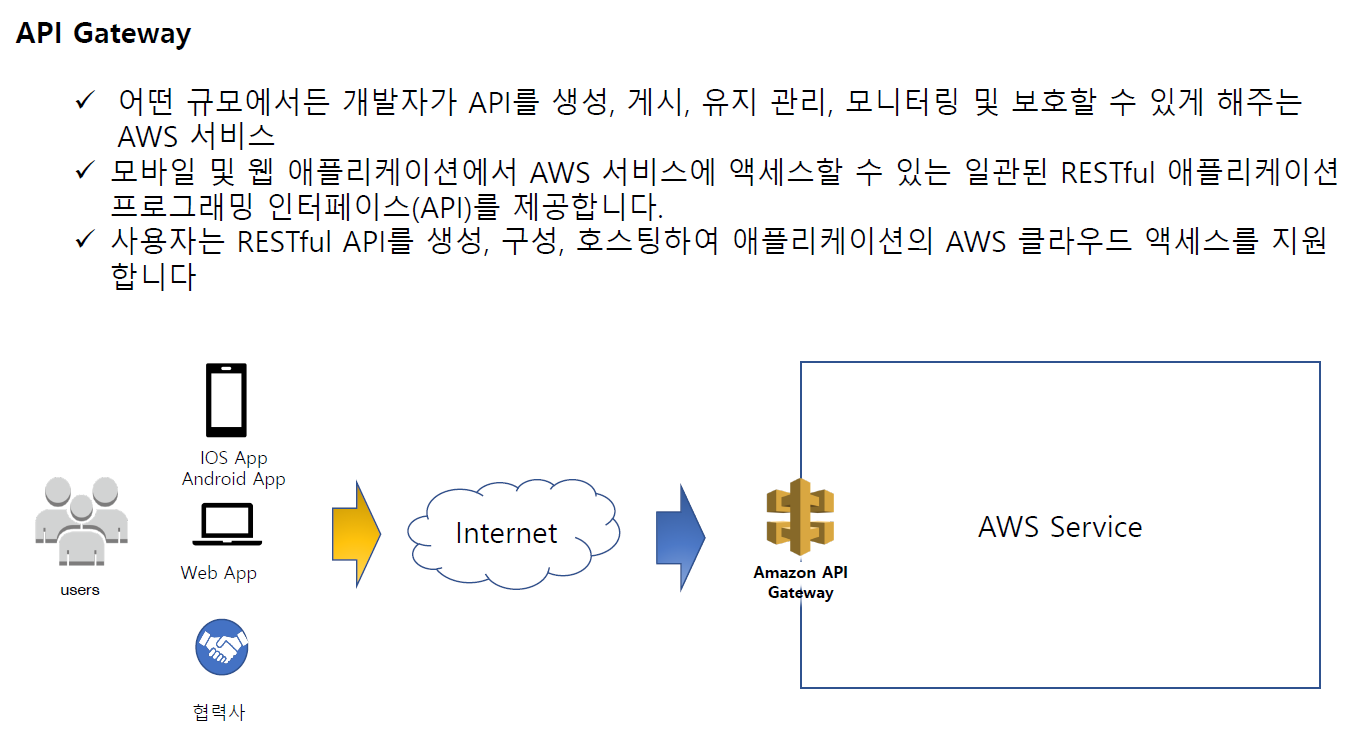 API Gateway
✓ 어떤 규모에서든 개발자가 API를 생성, 게시, 유지 관리, 모니터링 및 보호할 수 있게 해주는
AWS 서비스
✓ 모바일 및 웹 애플리케이션에서 AWS 서비스에 액세스할 수 있는 일관된 RESTful 애플리케이션
프로그래밍 인터페이스(API)를 제공합니다.
✓ 사용자는 RESTful API를 생성, 구성, 호스팅하여 애플리케이션의 AWS 클라우드 액세스를 지원
합니다
IOS App
Android App
users
Web App
협력사
Internet
Amazon API
Gateway
AWS Service